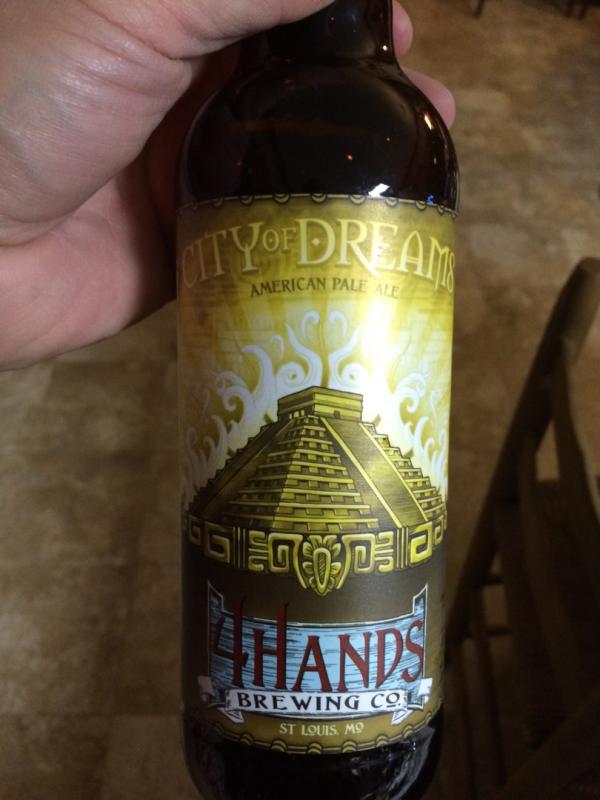 CITY OF DREAMS
AMERICAN PALE ALE
4HANDS
BREWING CO.
ST LOUIS, MO